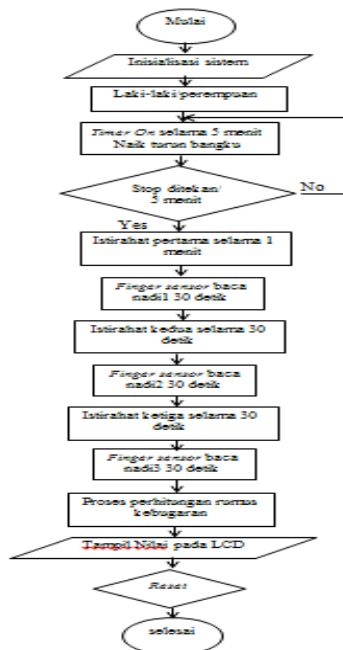 Mulai
Inisialisasi sistem
Laki-laki/perempuan
Timer On selama 5 menit
Naik turun bangku
Stop ditekan/
5 menit
No
Yes
Istirahat pertama selama 1
menit
Finger sensor baca
nadi1 30 detik
Istirahat kedua selama 30
detik
Finger sensor baca
nadi2 30 detik
Istirahat ketiga selama 30
detik
Finger sensor baca
nadi3 30 detik
Proses perhitungan rumus
kebugaran
Tampil Nilai pada LCD
Reset
selesai